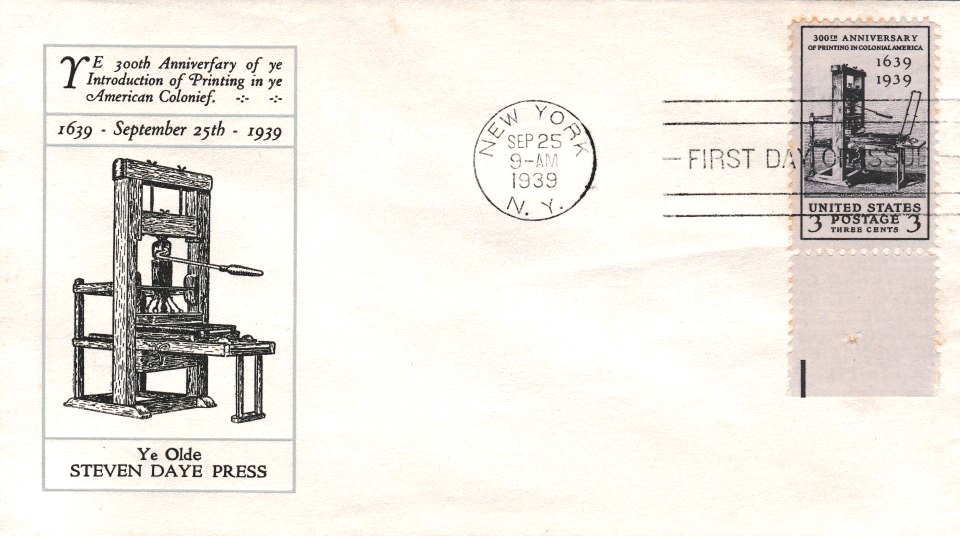 YE 300th Anniverfary of ye
Introduction of Printing in ye
American Colonief. -:- -:-
1639 - September 25th - 1939
Ye Olde
STEVEN DAYE PRESS
NEW YORK
SEP 25
9-AM
1939
N. Y.
FIRST DAY OF ISSUE
300TH ANNIVERSARY
OF PRINTING IN COLONIAL AMERICA
1639
1939
UNITED STATES
3 POSTAGE 3
THREE CENTS